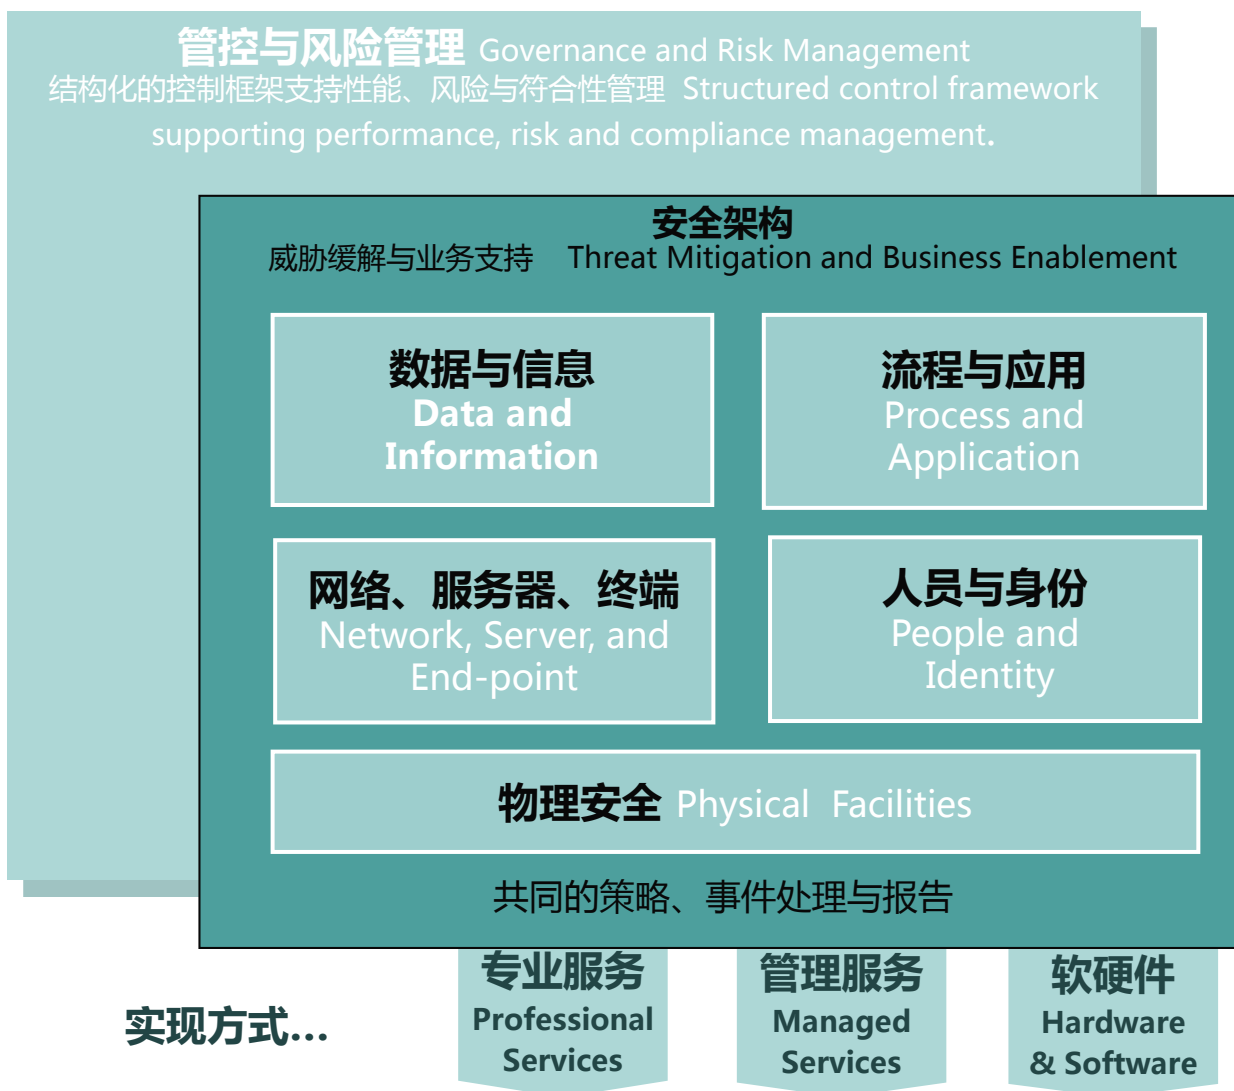 管控与风险管理 Governance and Risk Management
结构化的控制框架支持性能、风险与符合性管理 Structured control framework
supporting performance, risk and compliance management.
安全架构
威胁缓解与业务支持 Threat Mitigation and Business Enablement
数据与信息
Data and
Information
流程与应用
Process and
Application
网络、服务器、终端
Network, Server, and
End-point
人员与身份
People and
Identity
物理安全 Physical Facilities
共同的策略、事件处理与报告
实现方式...
专业服务
Professional
Services
管理服务
Managed
Services
软硬件
Hardware
& Software